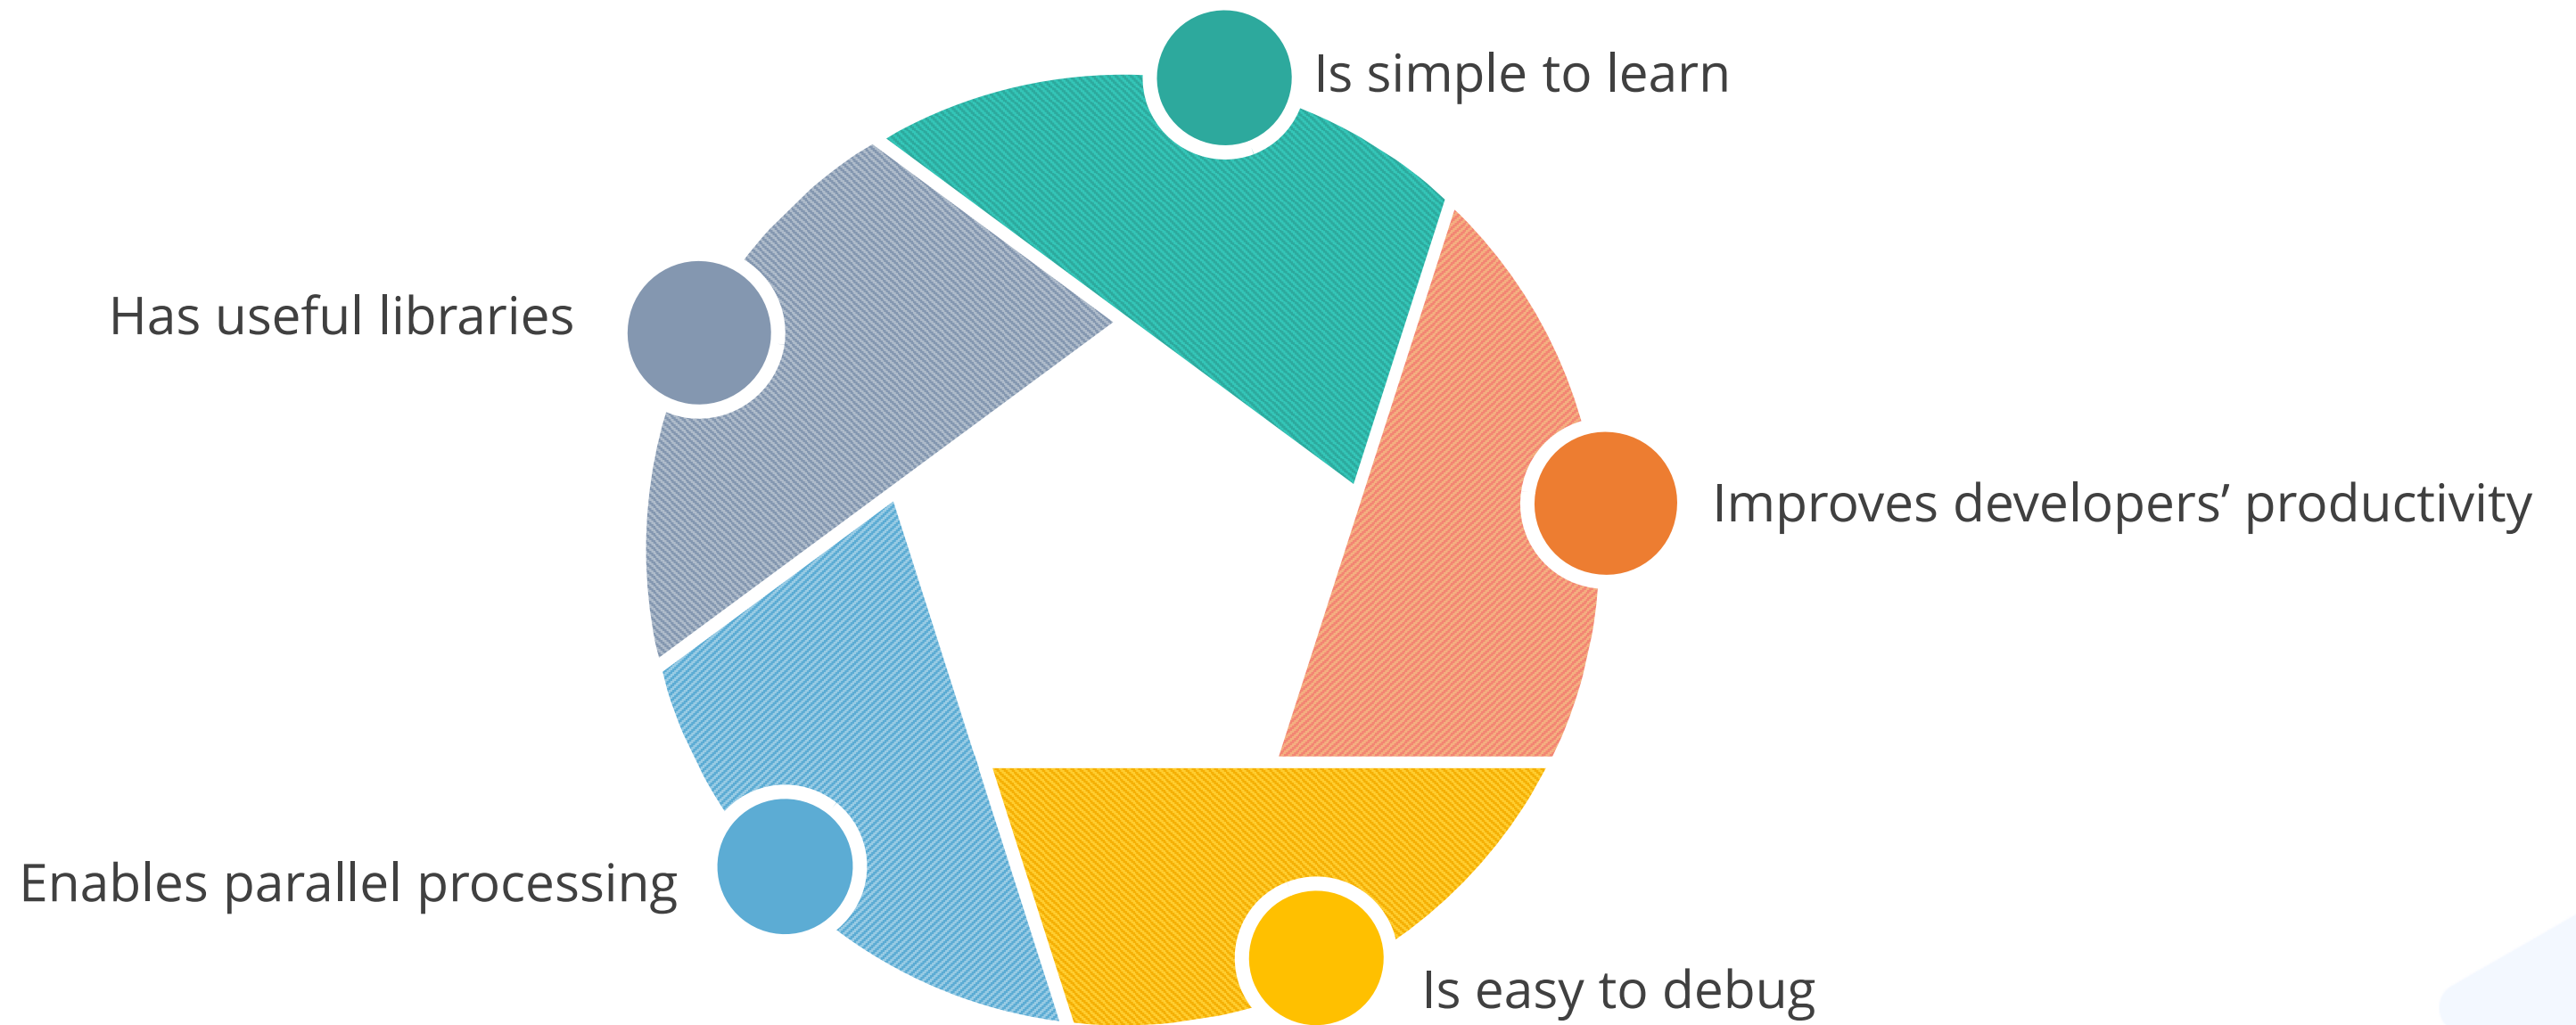 Is simple to learn
Has useful libraries
Improves developers’ productivity
Enables parallel processing
Is easy to debug